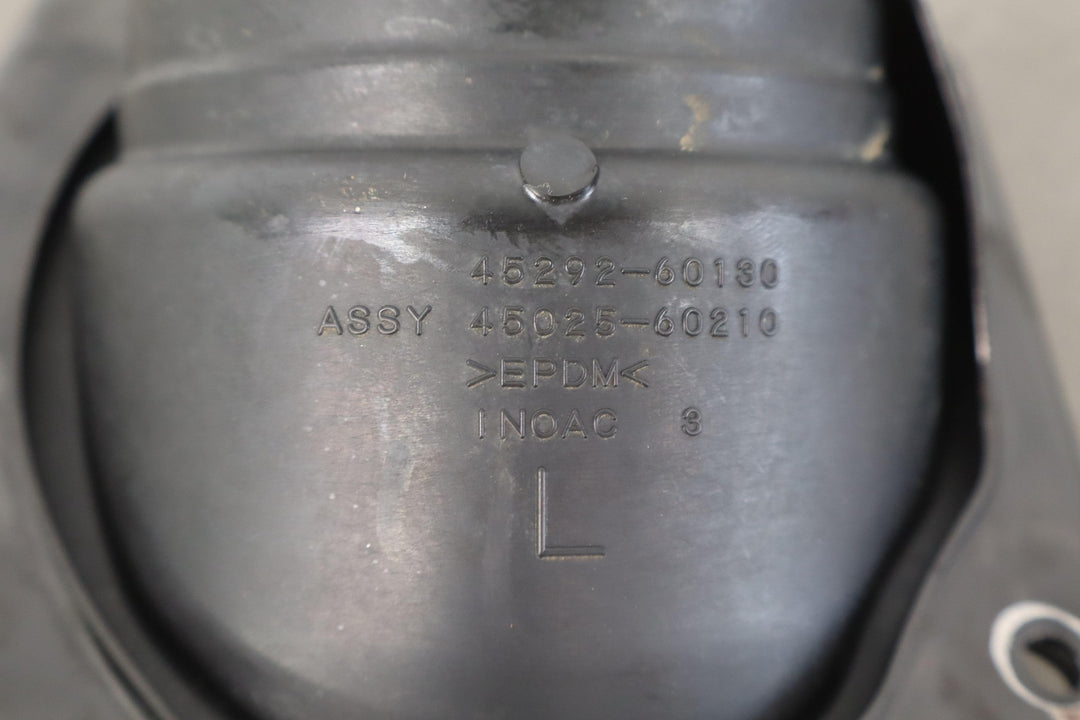 45292-60130
ASSY 45025-60210
>EPDM<
INOAC 3
L